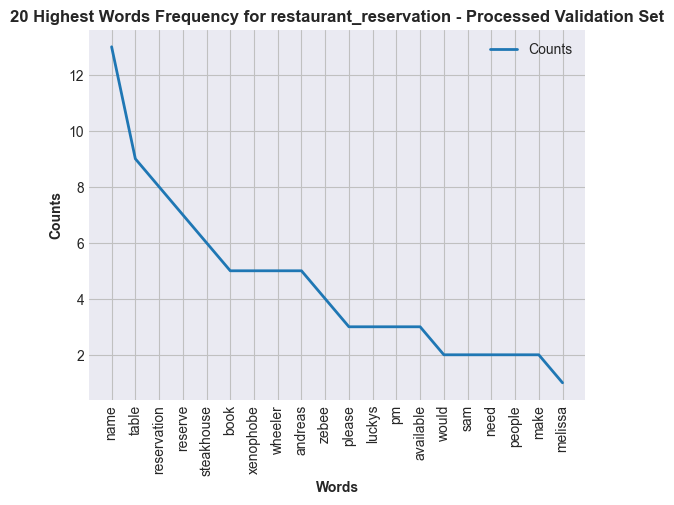 20 Highest Words Frequency for restaurant_reservation - Processed Validation Set
Counts
12
10
8
6
4
2
Counts
name
table
reservation
reserve
steakhouse
book
xenophobe
wheeler
andreas
zebee
please
luckys
pm
available
would
sam
need
people
make
melissa
Words